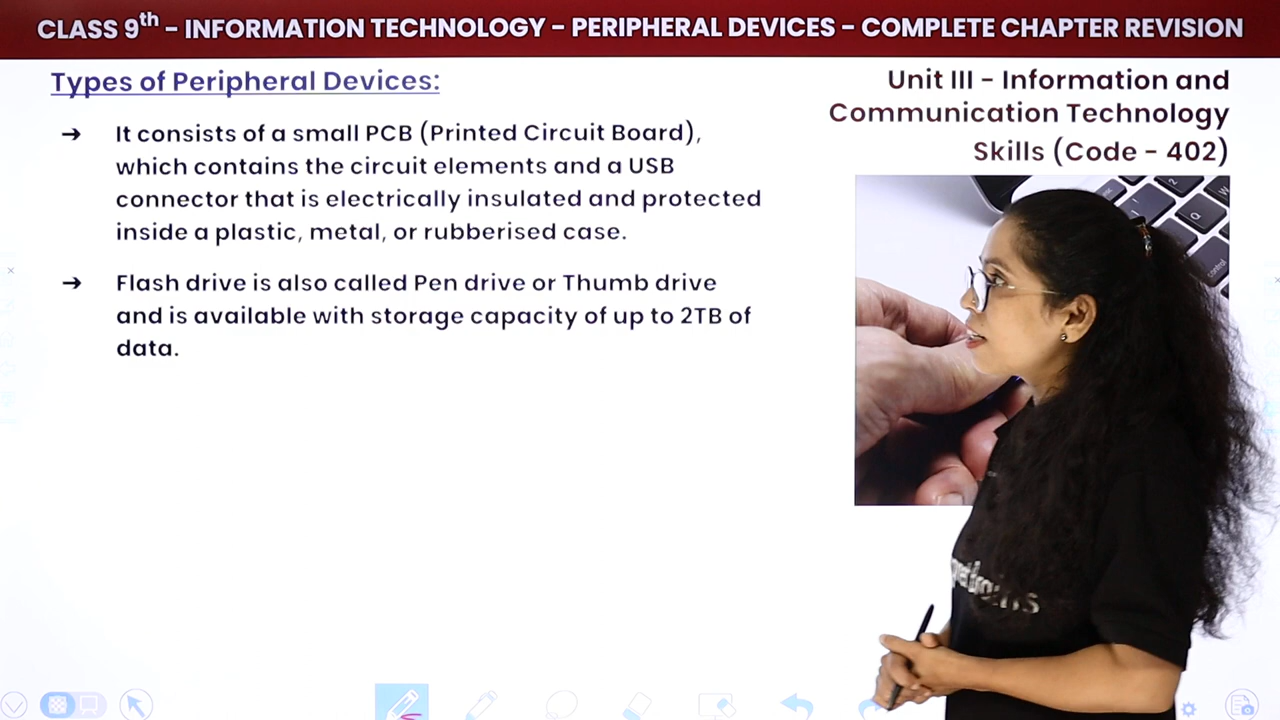 CLASS 9th - INFORMATION TECHNOLOGY - PERIPHERAL DEVICES - COMPLETE CHAPTER REVISION
Types of Peripheral Devices:
→ It consists of a small PCB (Printed Circuit Board),
which contains the circuit elements and a USB
connector that is electrically insulated and protected
inside a plastic, metal, or rubberised case.
→ Flash drive is also called Pen drive or Thumb drive
and is available with storage capacity of up to 2TB of
data.
Unit III - Information and
Communication Technology
Skills (Code - 402)
2
W
Q
control